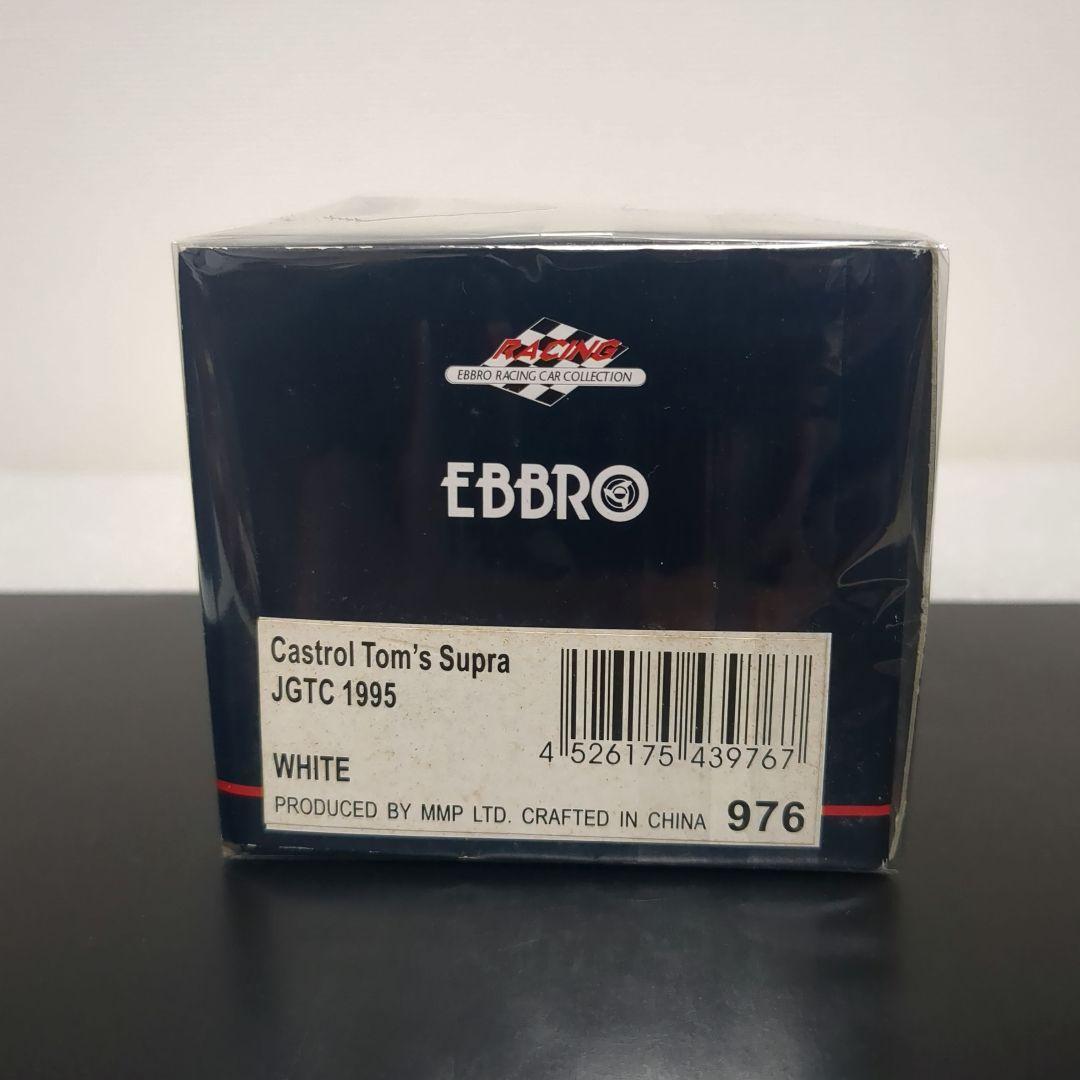 RACING
EBBRO RACING CAR COLLECTION
EBBRO
Castrol Tom's Supra
JGTC 1995
WHITE
4 526175 439767
PRODUCED BY MMP LTD. CRAFTED IN CHINA 976